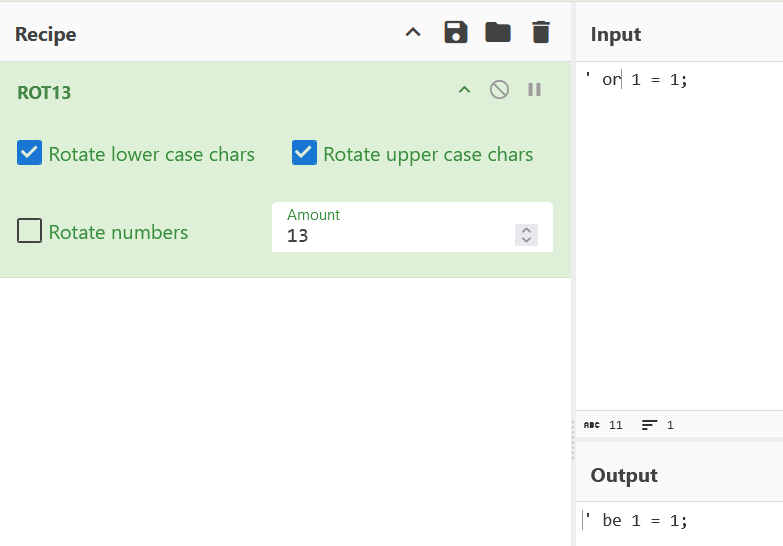 Recipe
ROT13
Rotate lower case chars
Rotate upper case chars
Rotate numbers
Amount
13
Input
' or 1 = 1;
ABC 11
1
Output
' be 1 = 1;